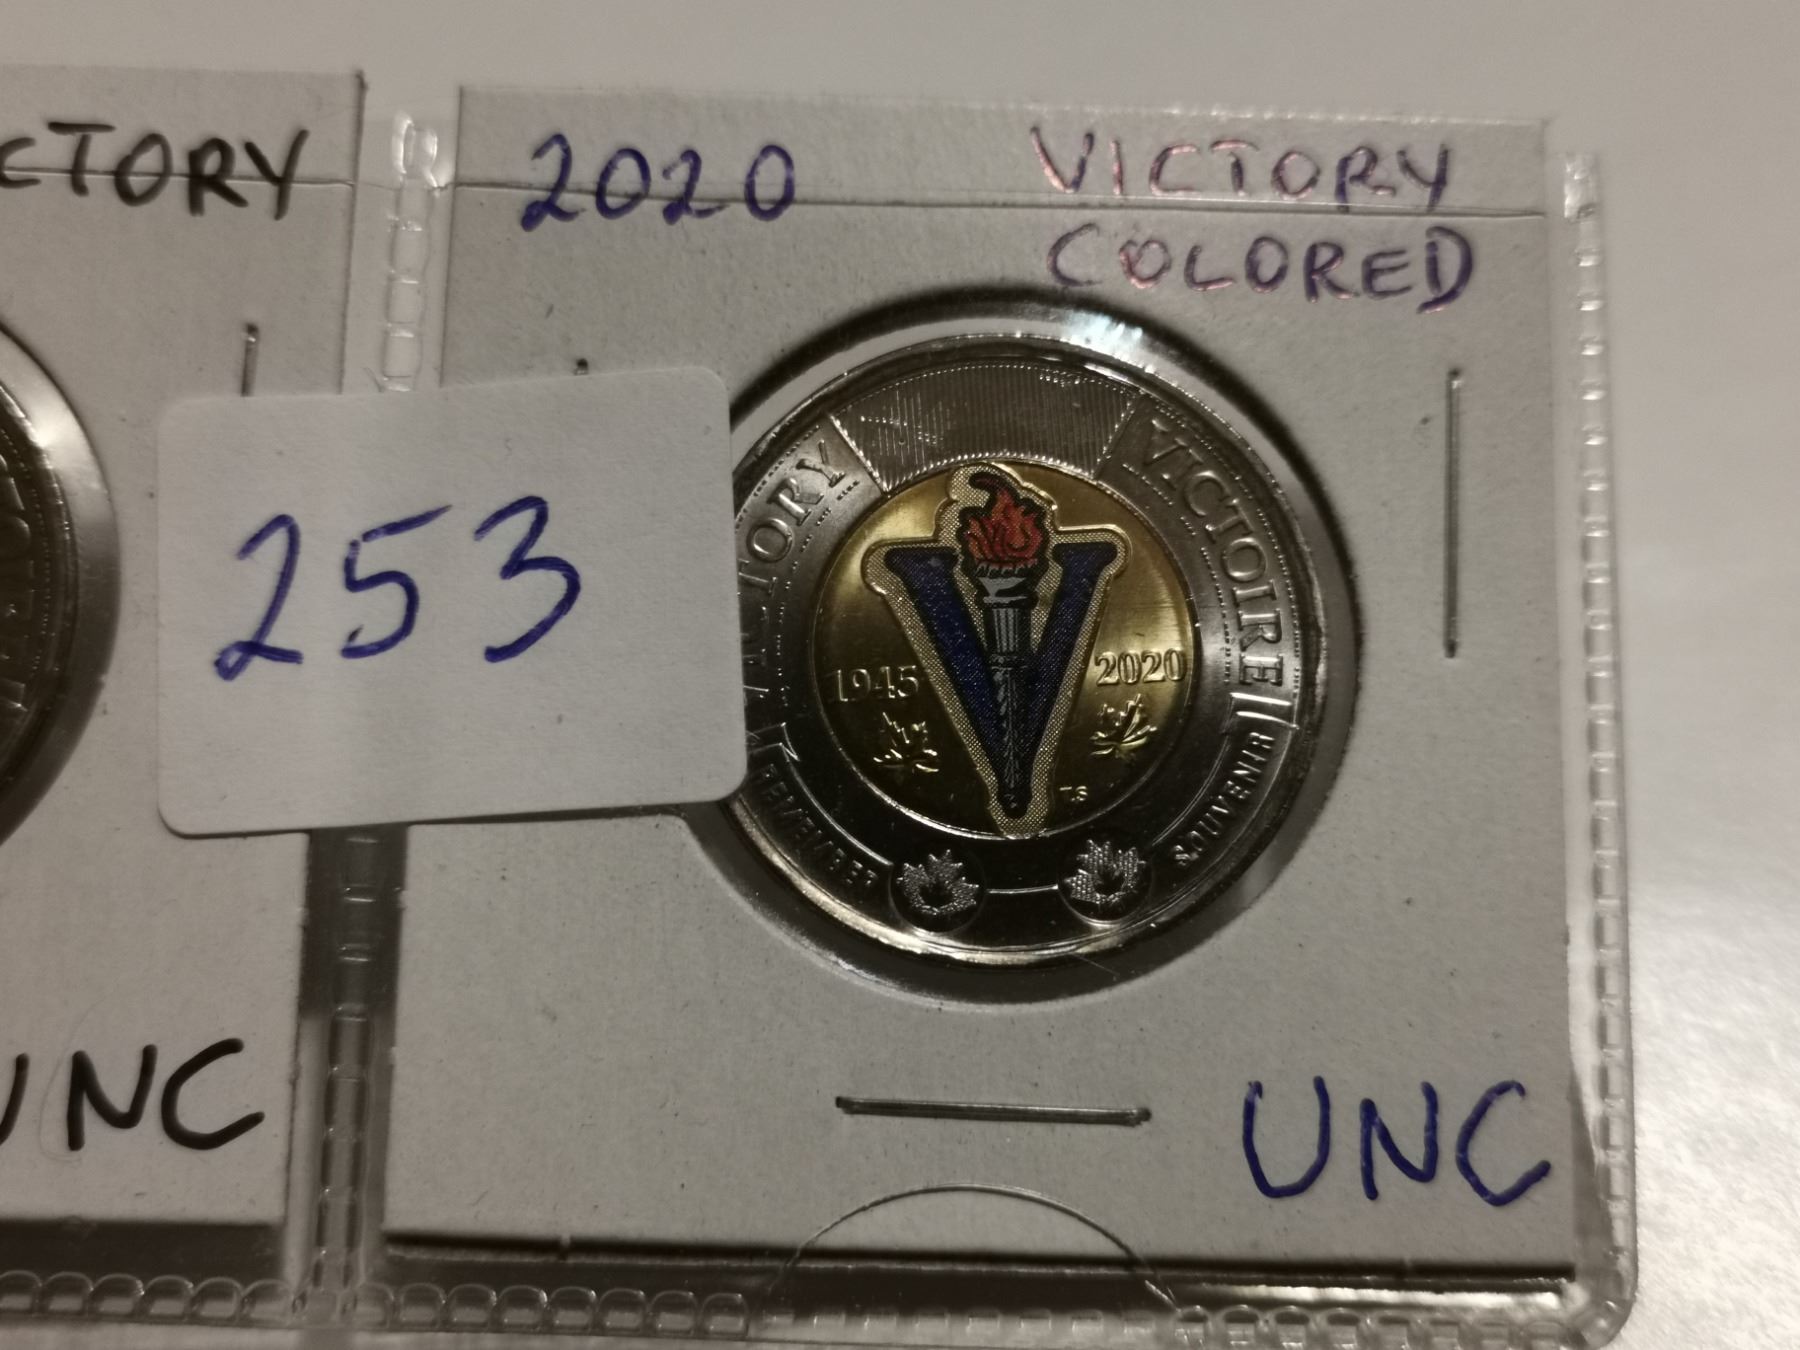 CTORY
2020
VICTORY
COLORED
253
VICTORY
VICTOIRE
1945
2020
T.S
REMEMBER
SOUVENIR
UNC
UNC